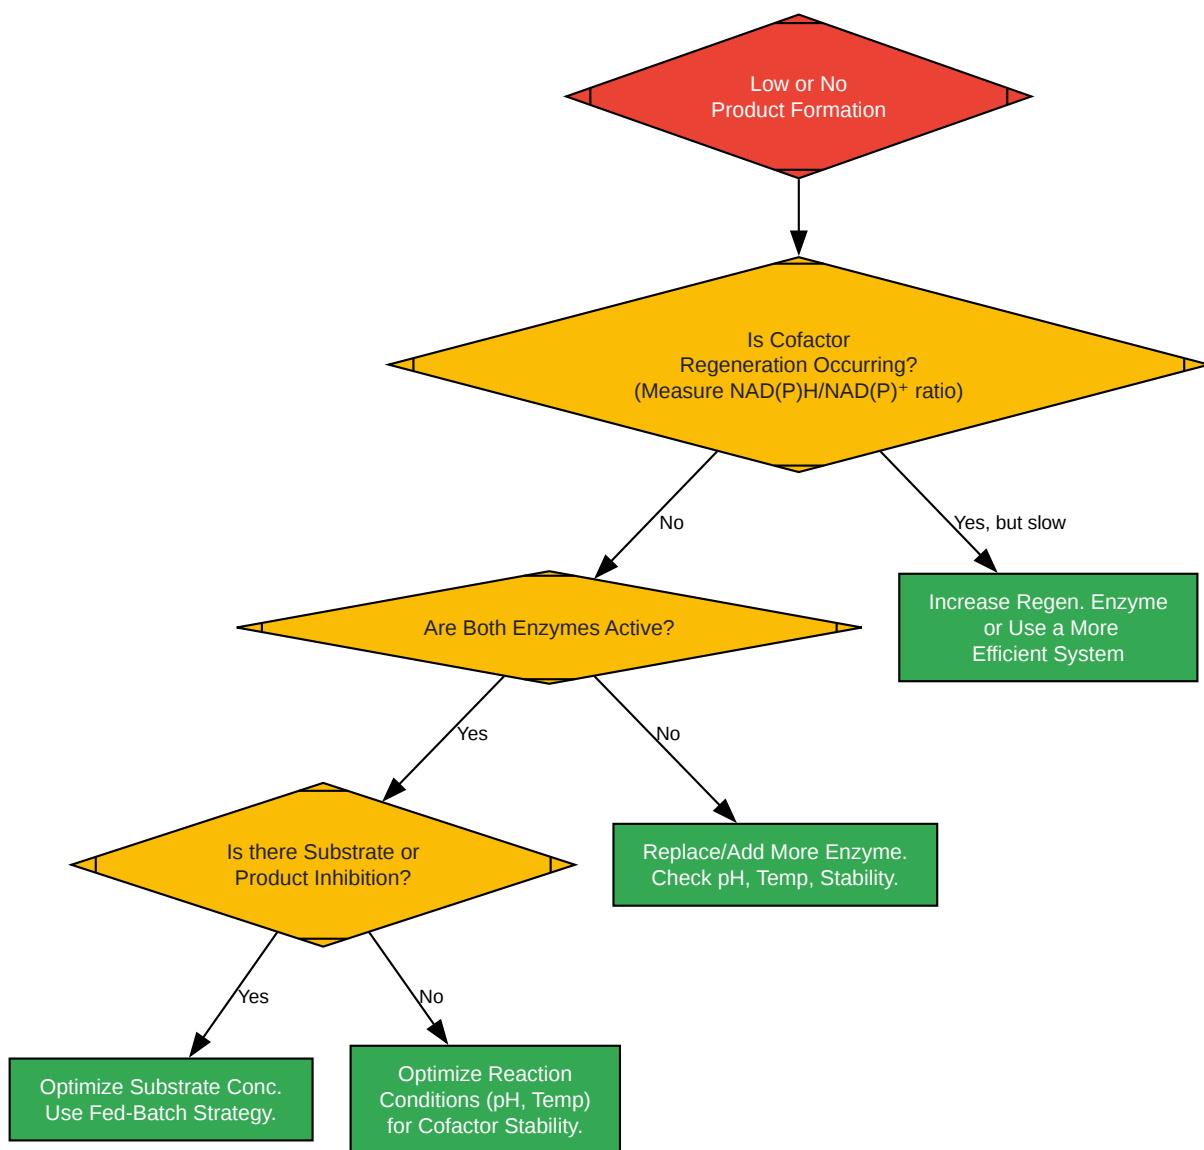 Low or No
Product Formation
Is Cofactor
Regeneration Occurring?
(Measure NAD(P)H/NAD(P)⁺ ratio)
No
Yes, but slow
Are Both Enzymes Active?
Increase Regen. Enzyme
or Use a More
Efficient System
Yes
No
Is there Substrate or
Product Inhibition?
Replace/Add More Enzyme.
Check pH, Temp, Stability.
Yes
No
Optimize Substrate Conc.
Use Fed-Batch Strategy.
Optimize Reaction
Conditions (pH, Temp)
for Cofactor Stability.